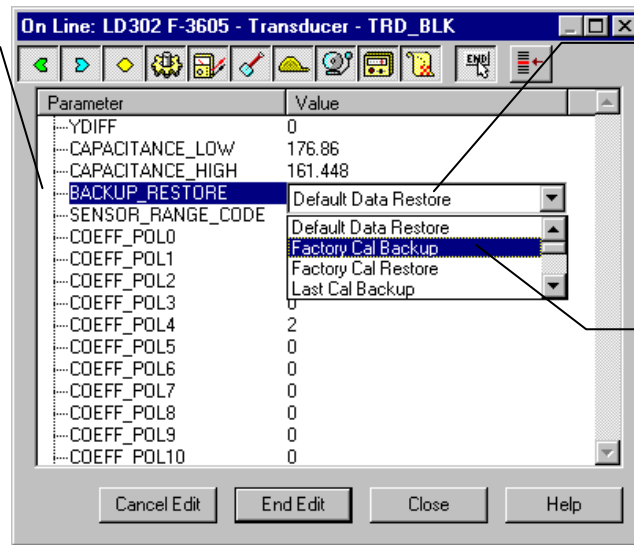 On Line: LD302 F-3605 - Transducer - TRD_BLK
END
Parameter Value
YDIFF 0
CAPACITANCE_LOW 176.86
CAPACITANCE_HIGH 161.448
BACKUP_RESTORE Default Data Restore
SENSOR_RANGE_CODE Default Data Restore
COEFF_POL0 Factory Cal Backup
COEFF_POL1 Factory Cal Restore
COEFF_POL2 Last Cal Backup
COEFF_POL3 0
COEFF_POL4 2
COEFF_POL5 0
COEFF_POL6 0
COEFF_POL7 0
COEFF_POL8 0
COEFF_POL9 0
COEFF_POL10 0
Cancel Edit End Edit Close Help